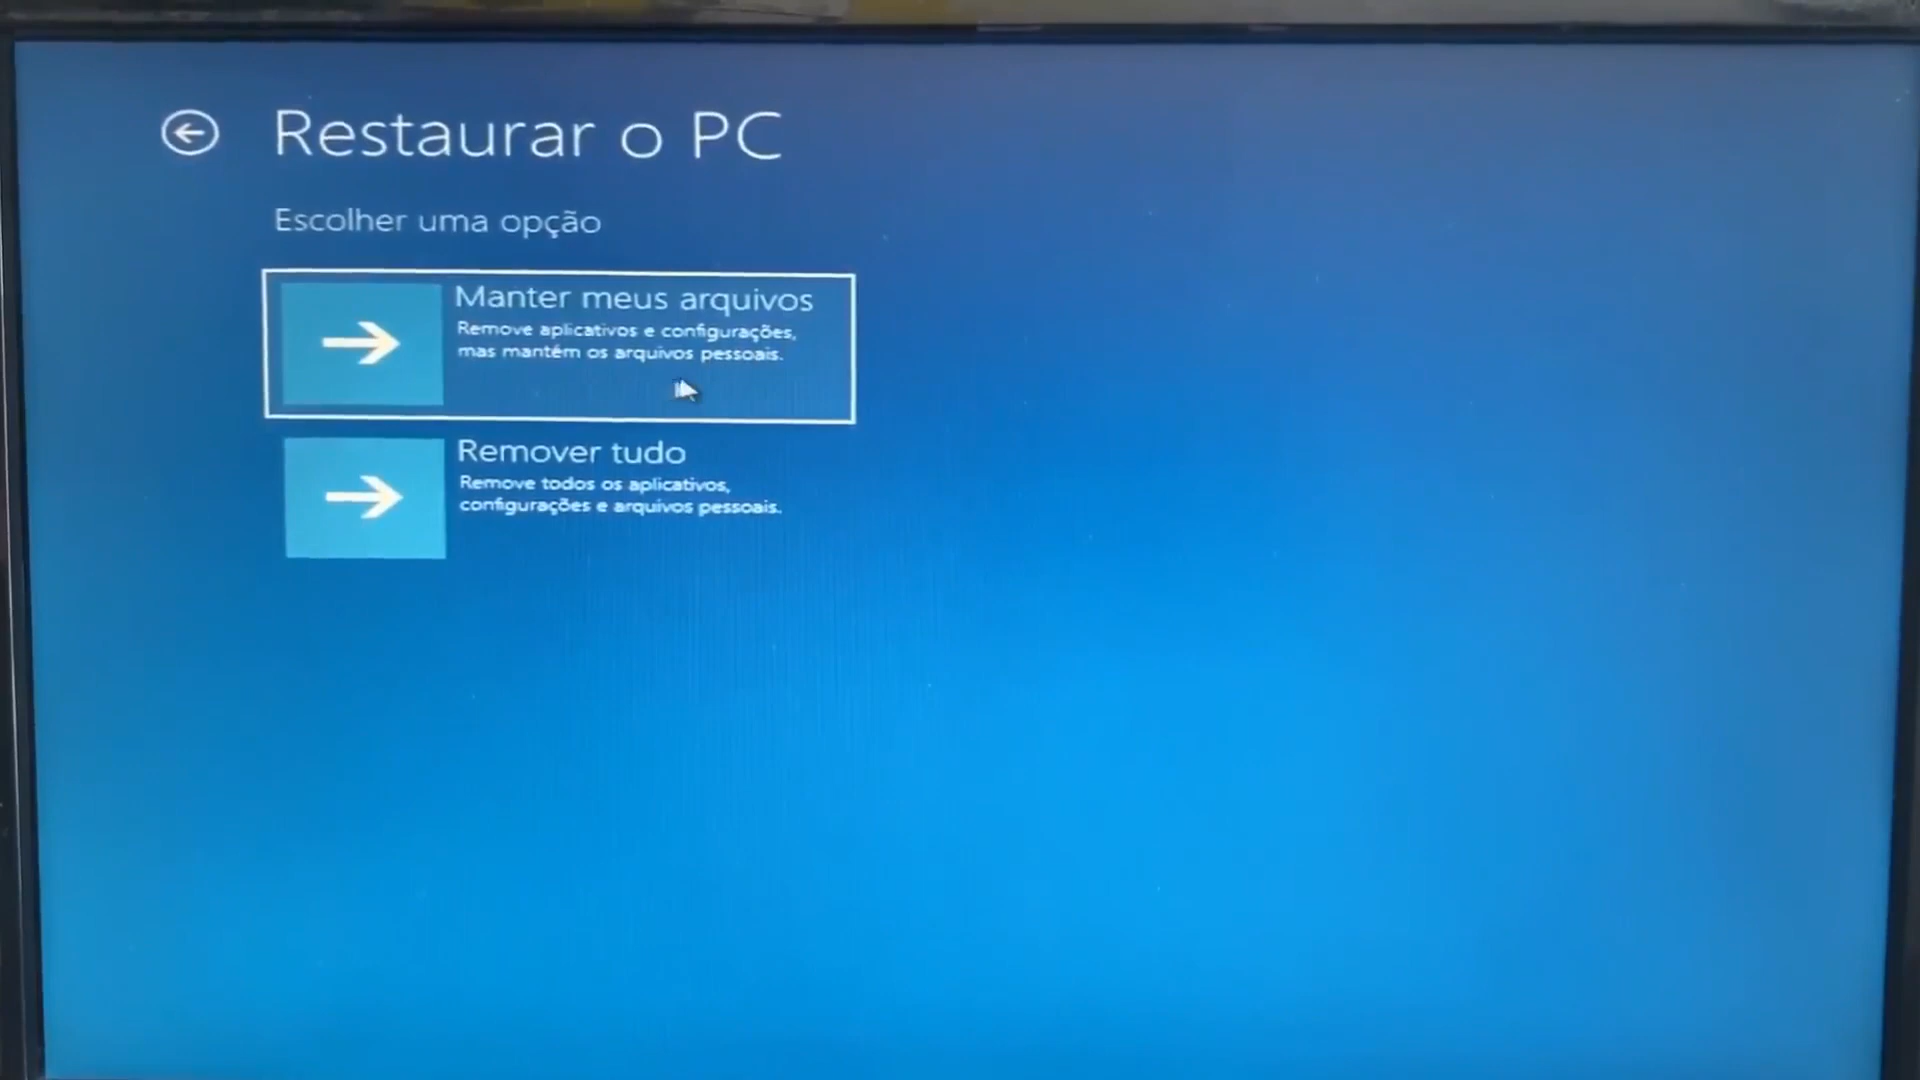 Restaurar o PC
Escolher uma opção
Manter meus arquivos
Remove aplicativos e configurações,
mas mantém os arquivos pessoais.
Remover tudo
Remove todos os aplicativos,
configurações e arquivos pessoais.